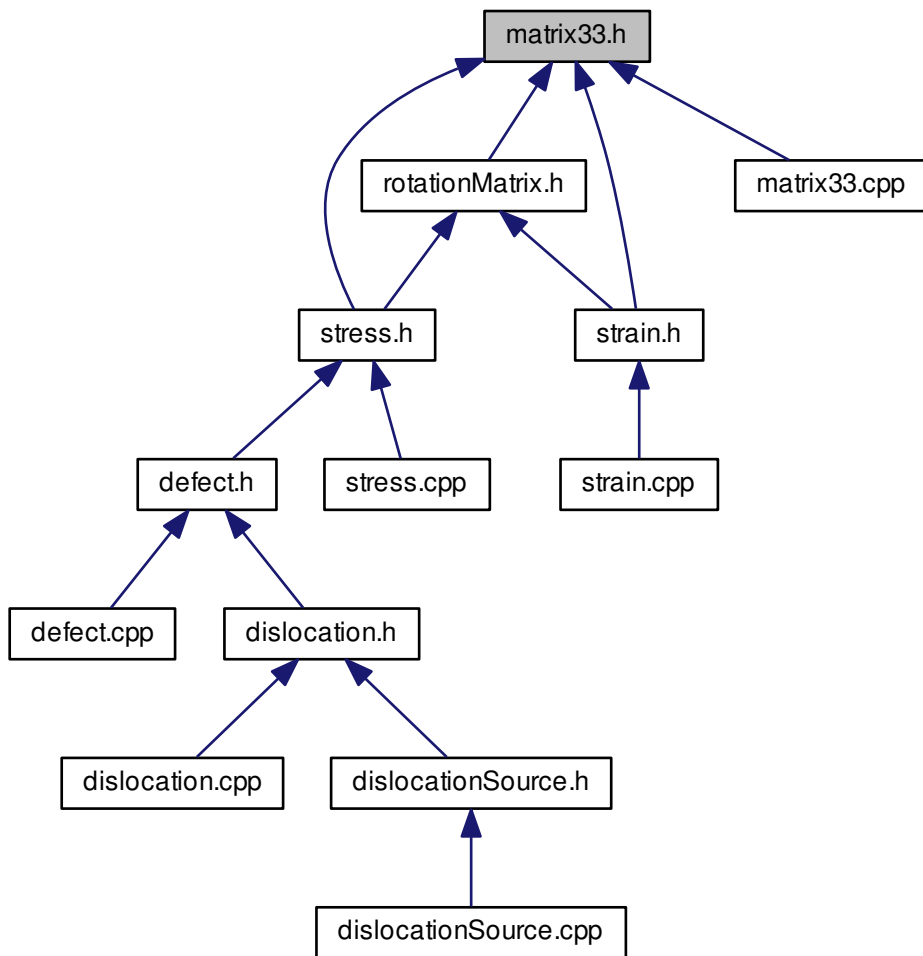 matrix33.h
rotationMatrix.h
matrix33.cpp
stress.h
strain.h
defect.h
stress.cpp
strain.cpp
defect.cpp
dislocation.h
dislocation.cpp
dislocationSource.h
dislocationSource.cpp